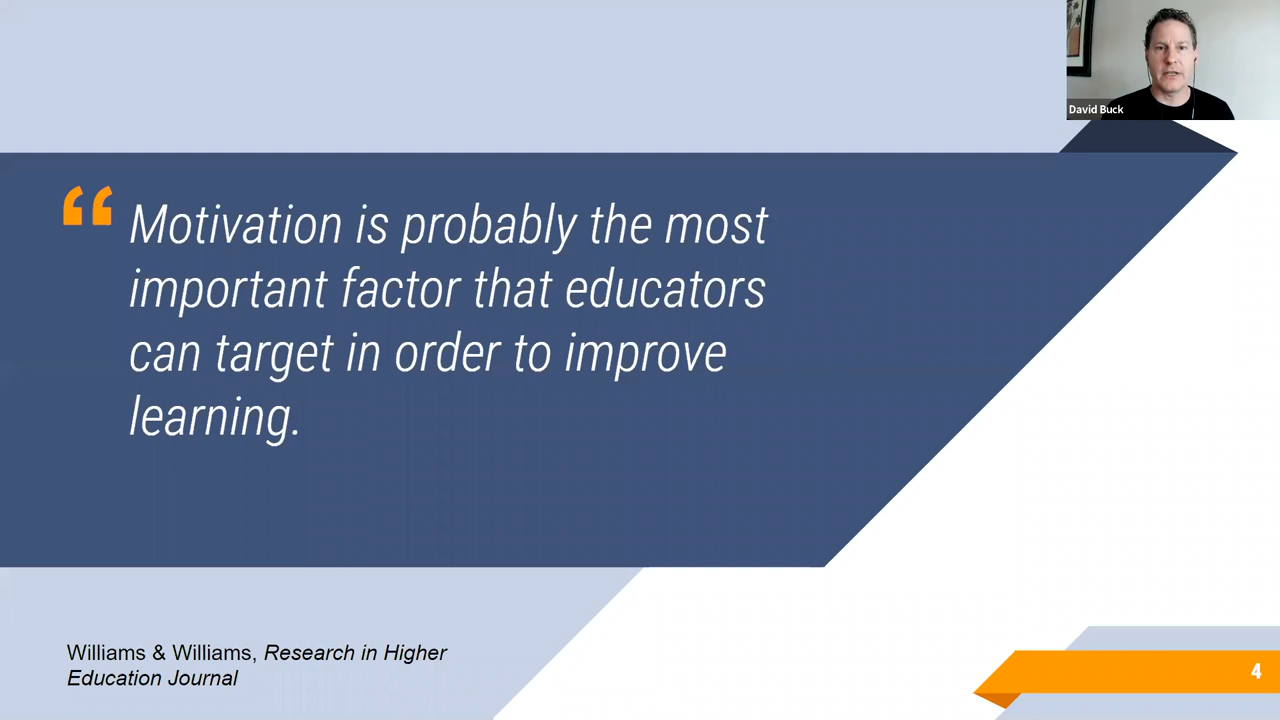 David Buck
“ Motivation is probably the most
important factor that educators
can target in order to improve
learning.
Williams & Williams, Research in Higher
Education Journal
4